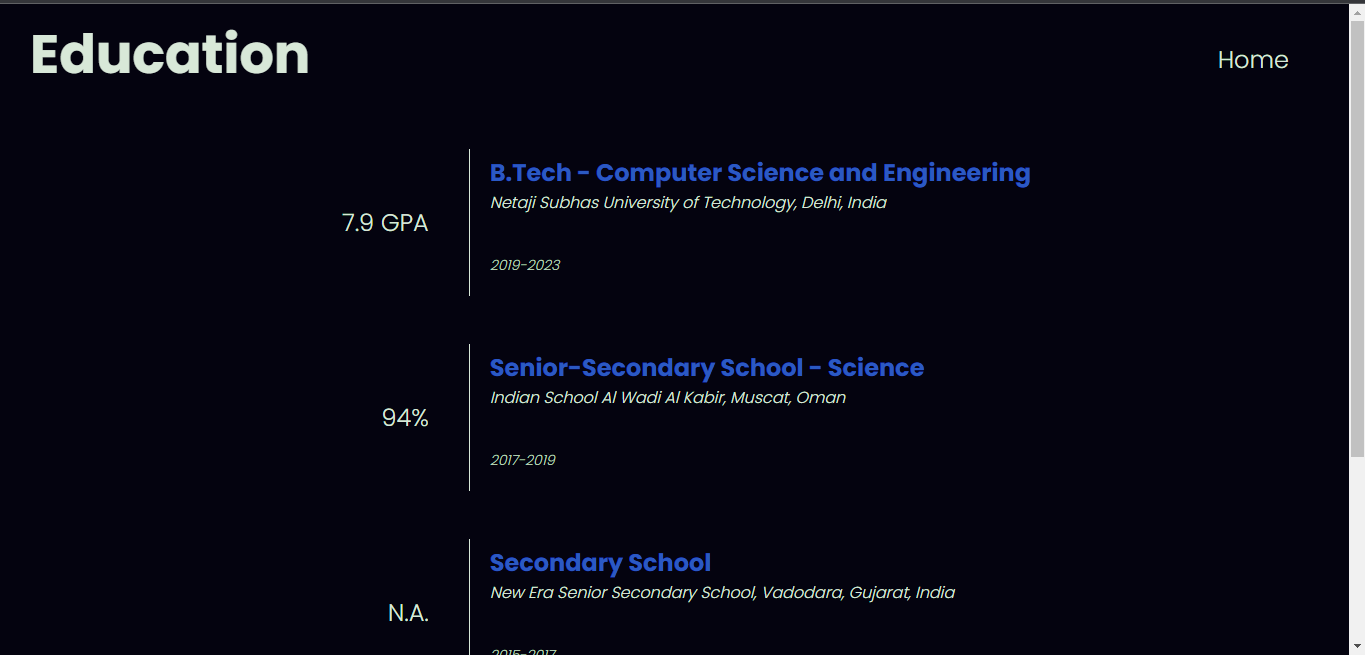 Education
Home
B.Tech - Computer Science and Engineering
Netaji Subhas University of Technology, Delhi, India
7.9 GPA
2019-2023
Senior-Secondary School - Science
Indian School Al Wadi Al Kabir, Muscat, Oman
94%
2017-2019
Secondary School
New Era Senior Secondary School, Vadodara, Gujarat, India
N.A.
2015-2017